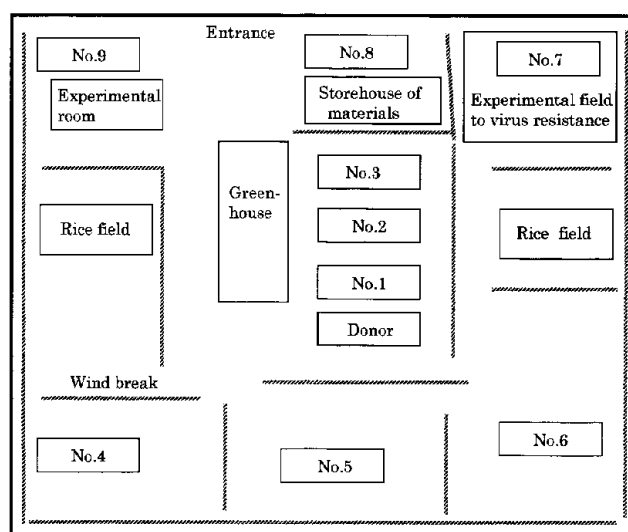 Entrance
No.9
No.8
No.7
Experimental
room
Storehouse of
materials
Experimental field
to virus resistance
No.3
Green-
house
No.2
Rice field
Rice field
No.1
Donor
Wind break
No.4
No.5
No.6